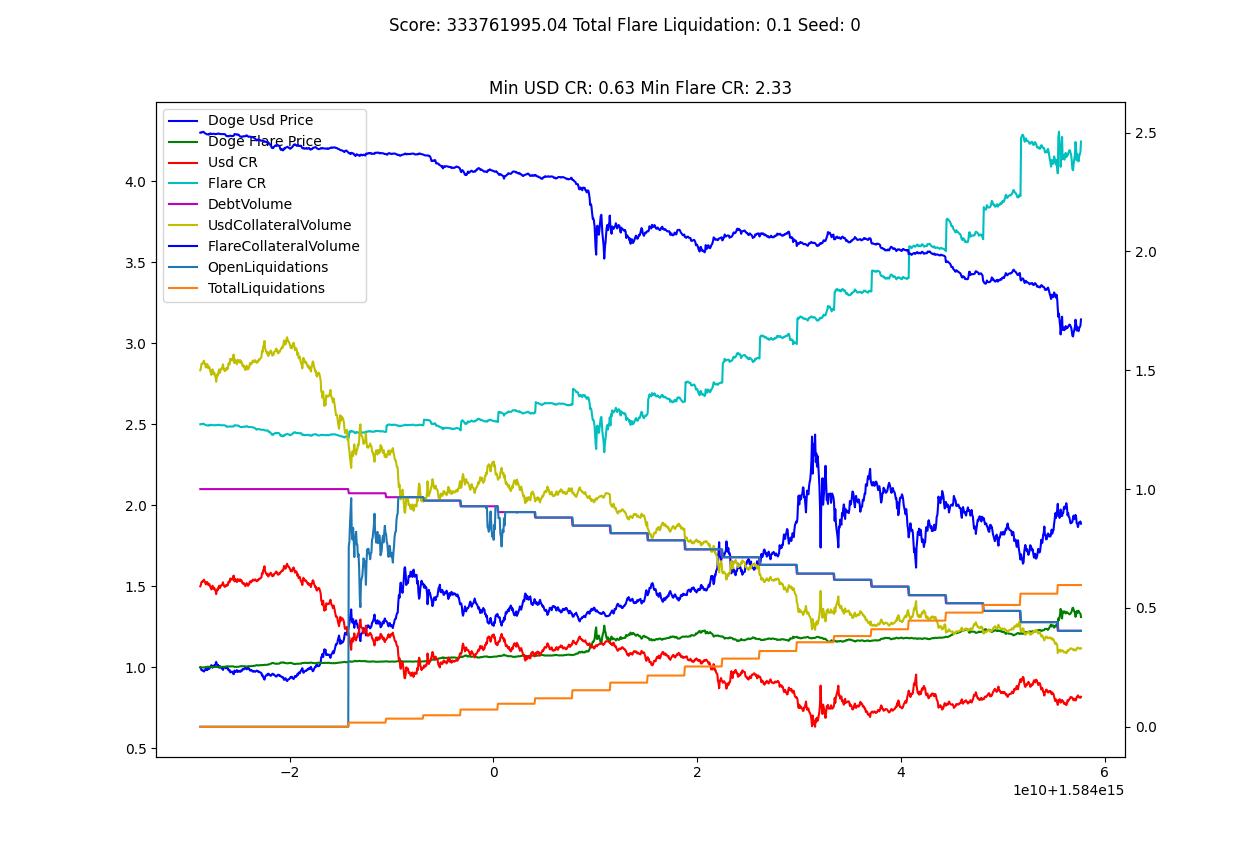 Score: 333761995.04 Total Flare Liquidation: 0.1 Seed: 0
Min USD CR: 0.63 Min Flare CR: 2.33
Doge Usd Price
Doge Flare Price
Usd CR
Flare CR
DebtVolume
UsdCollateralVolume
FlareCollateralVolume
OpenLiquidations
TotalLiquidations
4.0
3.5
3.0
2.5
2.0
1.5
1.0
0.5
2.5
2.0
1.5
1.0
0.5
0.0
−2 0 2 4 6
1e10+1.584e15